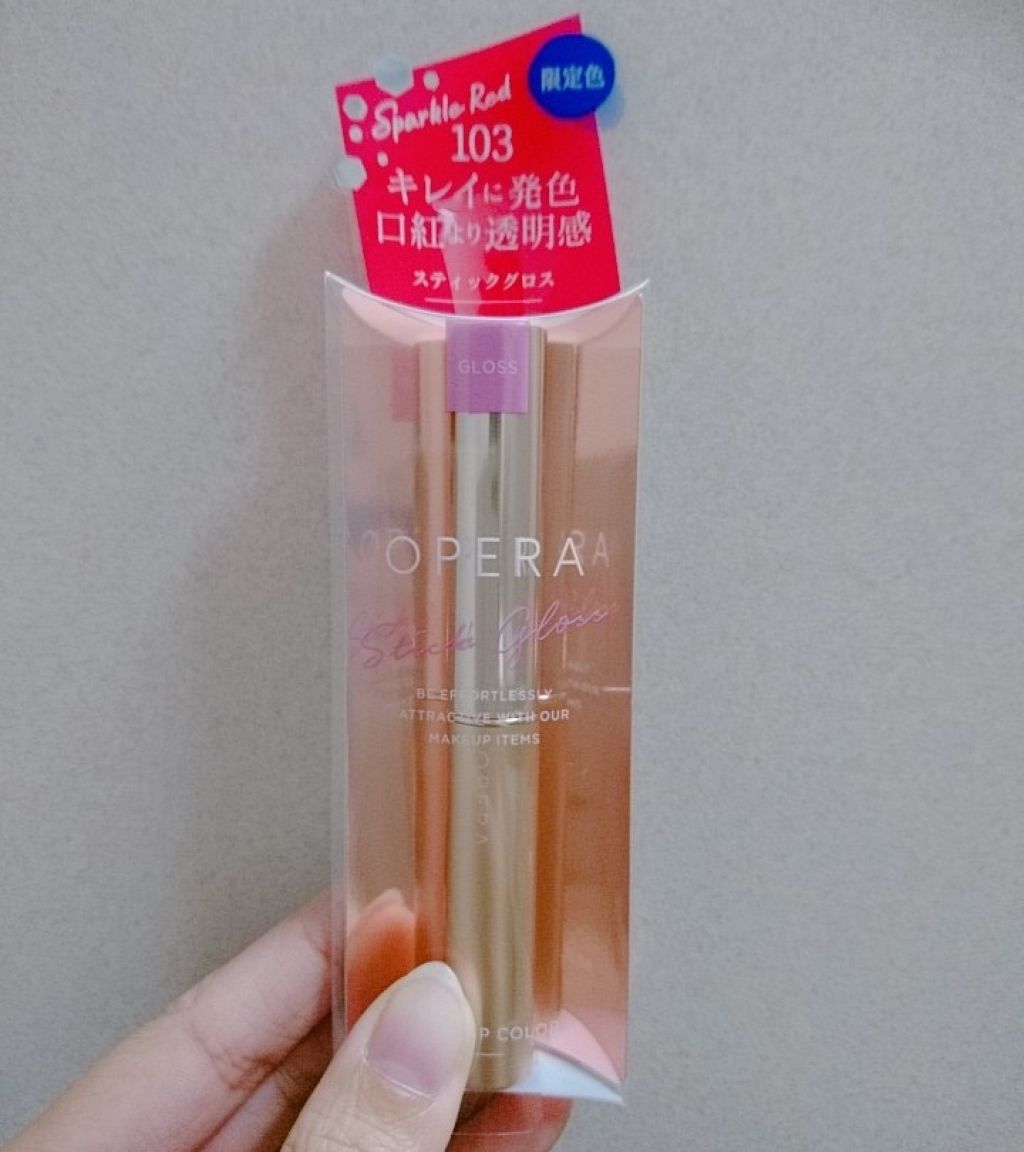 限定色
Sparkle Red
103
キレイに発色
口紅より透明感
スティックグロス
GLOSS
OPERA
Stick Gloss
BE EFFORTLESSLY
ATTRACTIVE WITH OUR
MAKEUP ITEMS
OPERA
COLOR